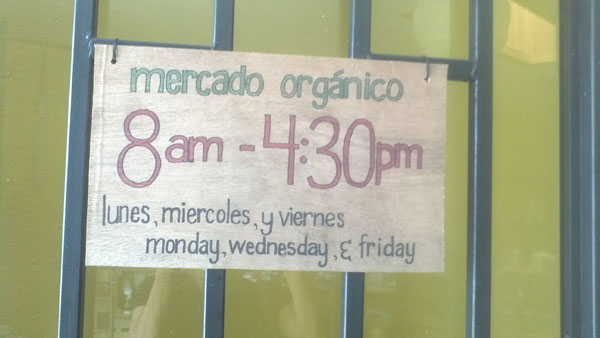 mercado orgánico
8am - 4:30pm
lunes, miercoles, y viernes
monday, wednesday, & friday